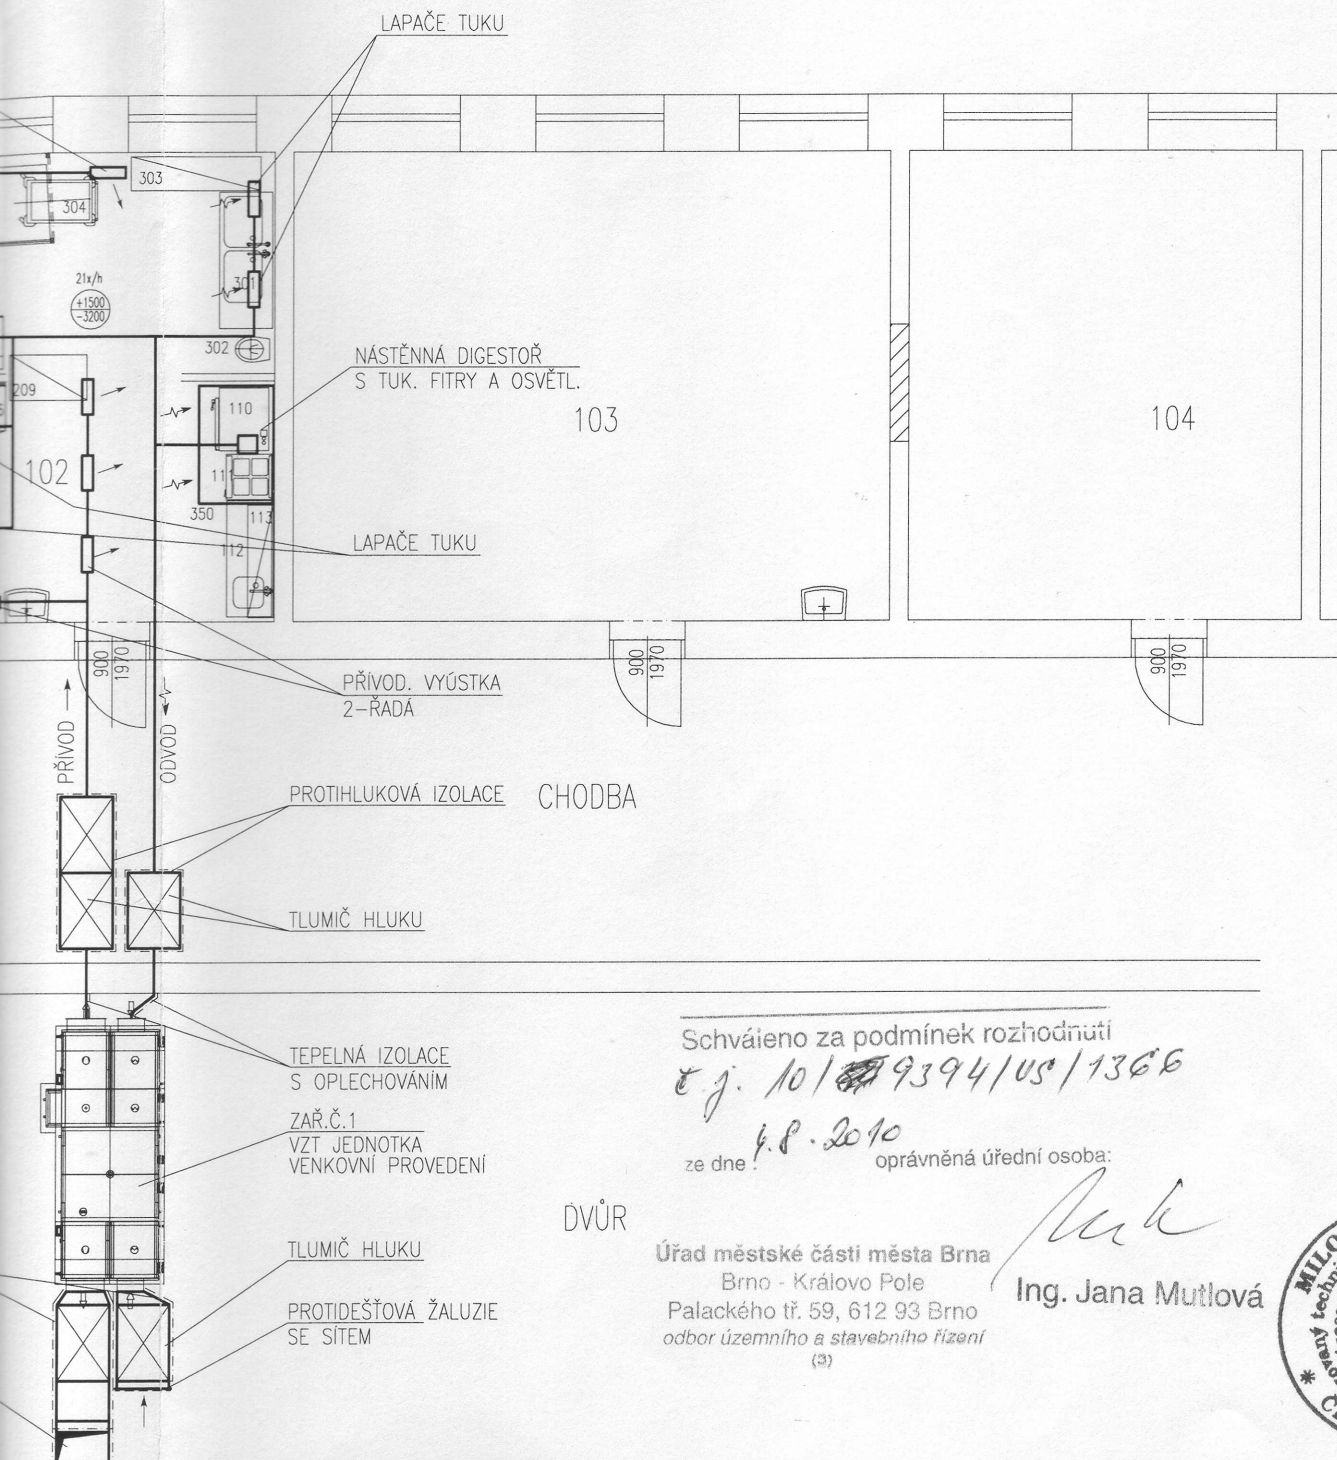 LAPAČE TUKU
303
304
301
21x/h
+1500
-3200
302
NÁSTĚNNÁ DIGESTOŘ
S TUK. FITRY A OSVĚTL.
209
110
103
104
102
111
350
113
LAPAČE TUKU
112
900
1970
900
1970
900
1970
PŘÍVOD. VYÚSTKA
2-ŘADÁ
PŘÍVOD
ODVOD
PROTIHLUKOVÁ IZOLACE
CHODBA
TLUMIČ HLUKU
Schváleno za podmínek rozhodnutí
č.j. 10/ 9394/US/1366
TEPELNÁ IZOLACE
S OPLECHOVÁNÍM
ZAŘ.Č.1
VZT JEDNOTKA
VENKOVNÍ PROVEDENÍ
ze dne: 4.8.2010
oprávněná úřední osoba:
DVŮR
TLUMIČ HLUKU
Úřad městské části města Brna
Brno - Královo Pole
Palackého tř. 59, 612 93 Brno
odbor územního a stavebního řízení
(3)
Ing. Jana Mutlová
PROTIDEŠŤOVÁ ŽALUZIE
SE SÍTEM
MILO